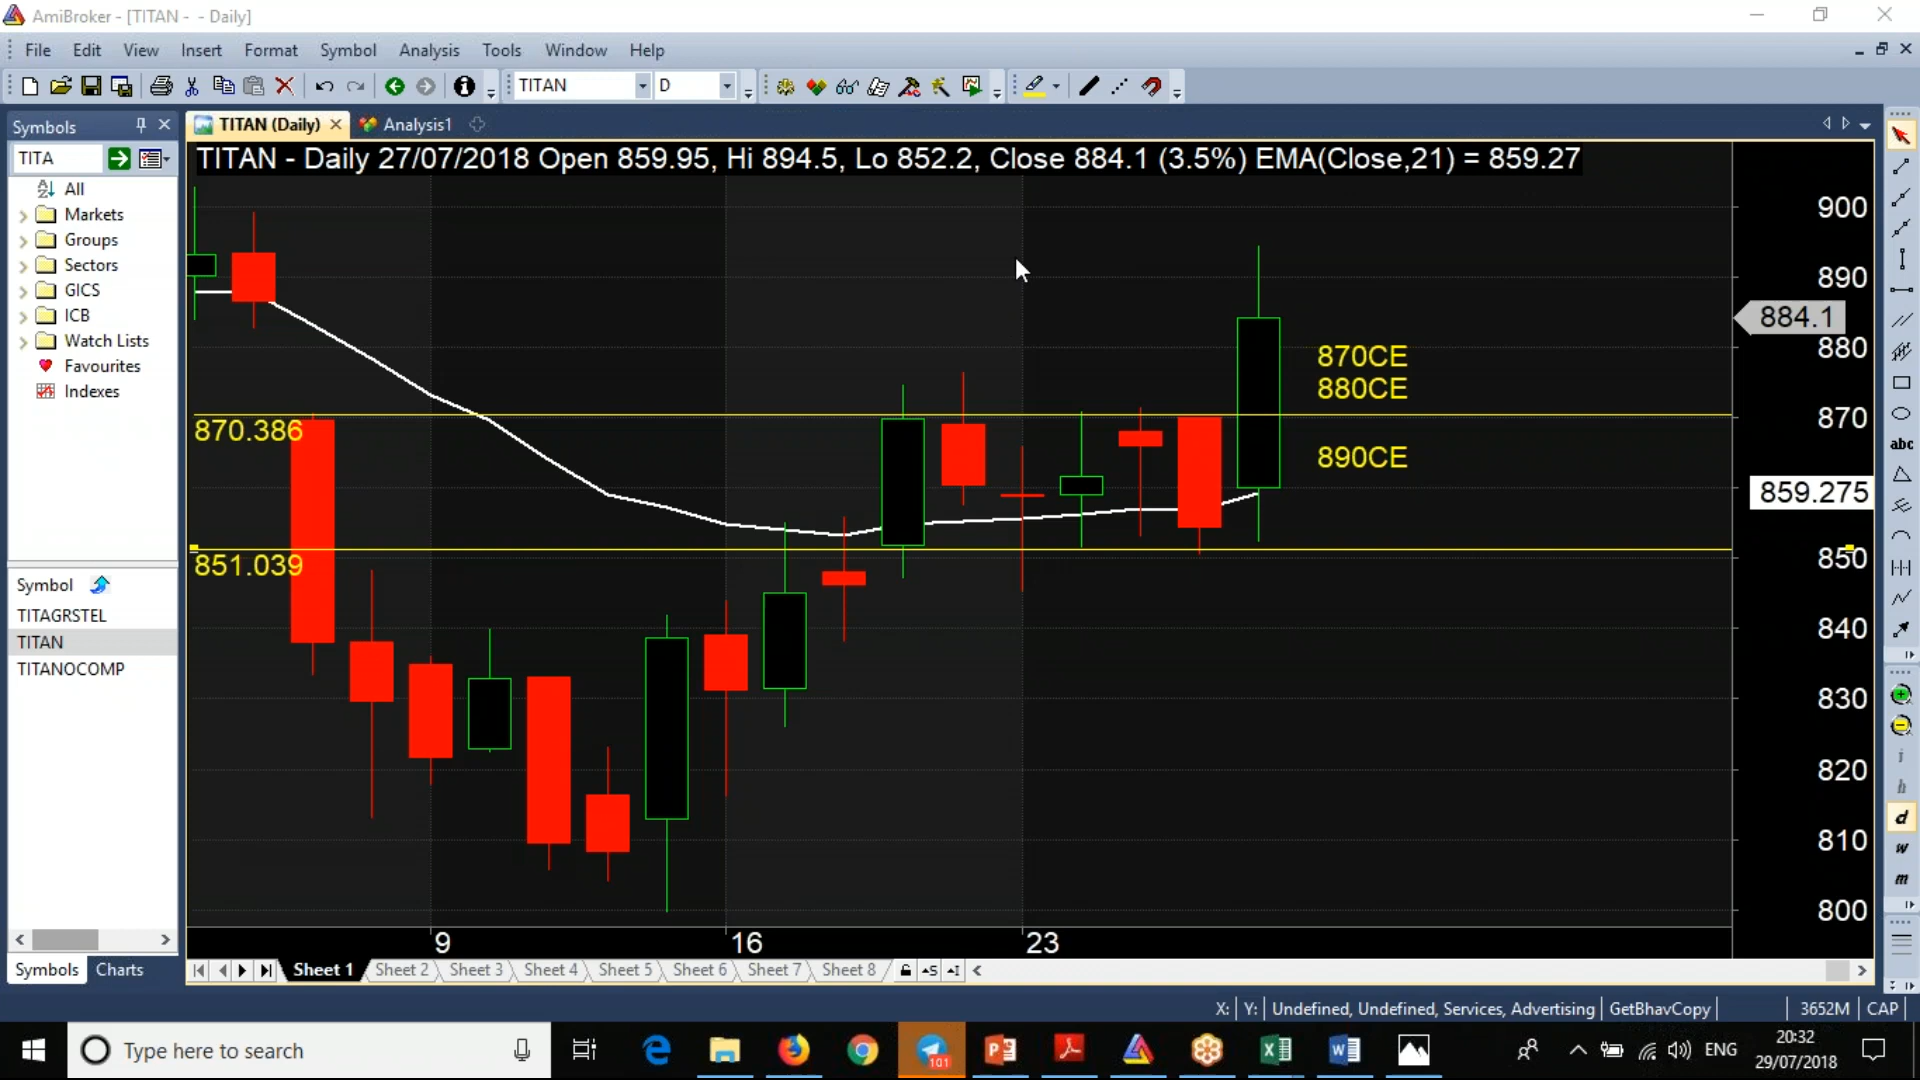 AmiBroker - [TITAN - - Daily]
File Edit View Insert Format Symbol Analysis Tools Window Help
TITAN D
Symbols TITAN (Daily) Analysis1
TITA
TITAN - Daily 27/07/2018 Open 859.95, Hi 894.5, Lo 852.2, Close 884.1 (3.5%) EMA(Close,21) = 859.27
All
Markets
Groups
Sectors
GICS
ICB
Watch Lists
Favourites
Indexes
Symbol
TITAGRSTEL
TITAN
TITANOCOMP
Symbols Charts
900
890
884.1
880
870
859.275
850
840
830
820
810
800
870CE
880CE
890CE
870.386
851.039
9 16 23
Sheet 1 Sheet 2 Sheet 3 Sheet 4 Sheet 5 Sheet 6 Sheet 7 Sheet 8
abc
i
h
d
w
m
X: Y: Undefined, Undefined, Services, Advertising GetBhavCopy 3652M CAP
Type here to search
101
ENG
20:32
29/07/2018